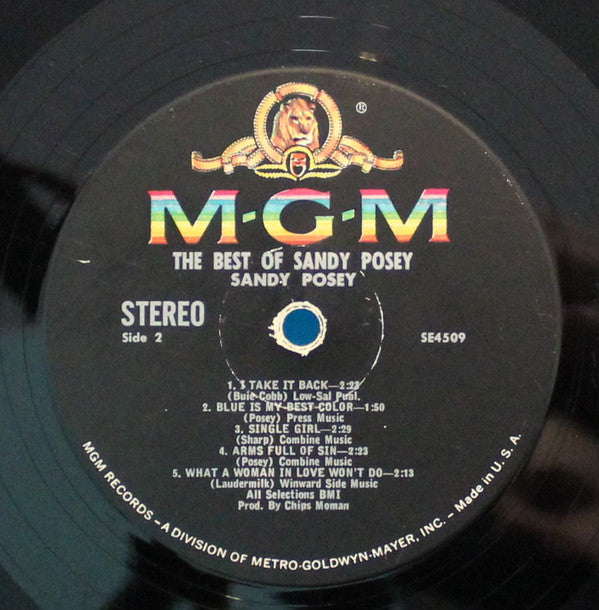 ®
M-G-M
THE BEST OF SANDY POSEY
SANDY POSEY
STEREO
Side 2
SE4509
1. I TAKE IT BACK—2:23
(Buie-Cobb) Low-Sal Publ.
2. BLUE IS MY BEST COLOR—1:50
(Posey) Press Music
3. SINGLE GIRL—2:29
(Sharp) Combine Music
4. ARMS FULL OF SIN—2:23
(Posey) Combine Music
5. WHAT A WOMAN IN LOVE WON'T DO—2:13
(Laudermilk) Winward Side Music
All Selections BMI
Prod. By Chips Moman
MGM RECORDS – A DIVISION OF METRO-GOLDWYN-MAYER, INC. – Made in U.S.A.